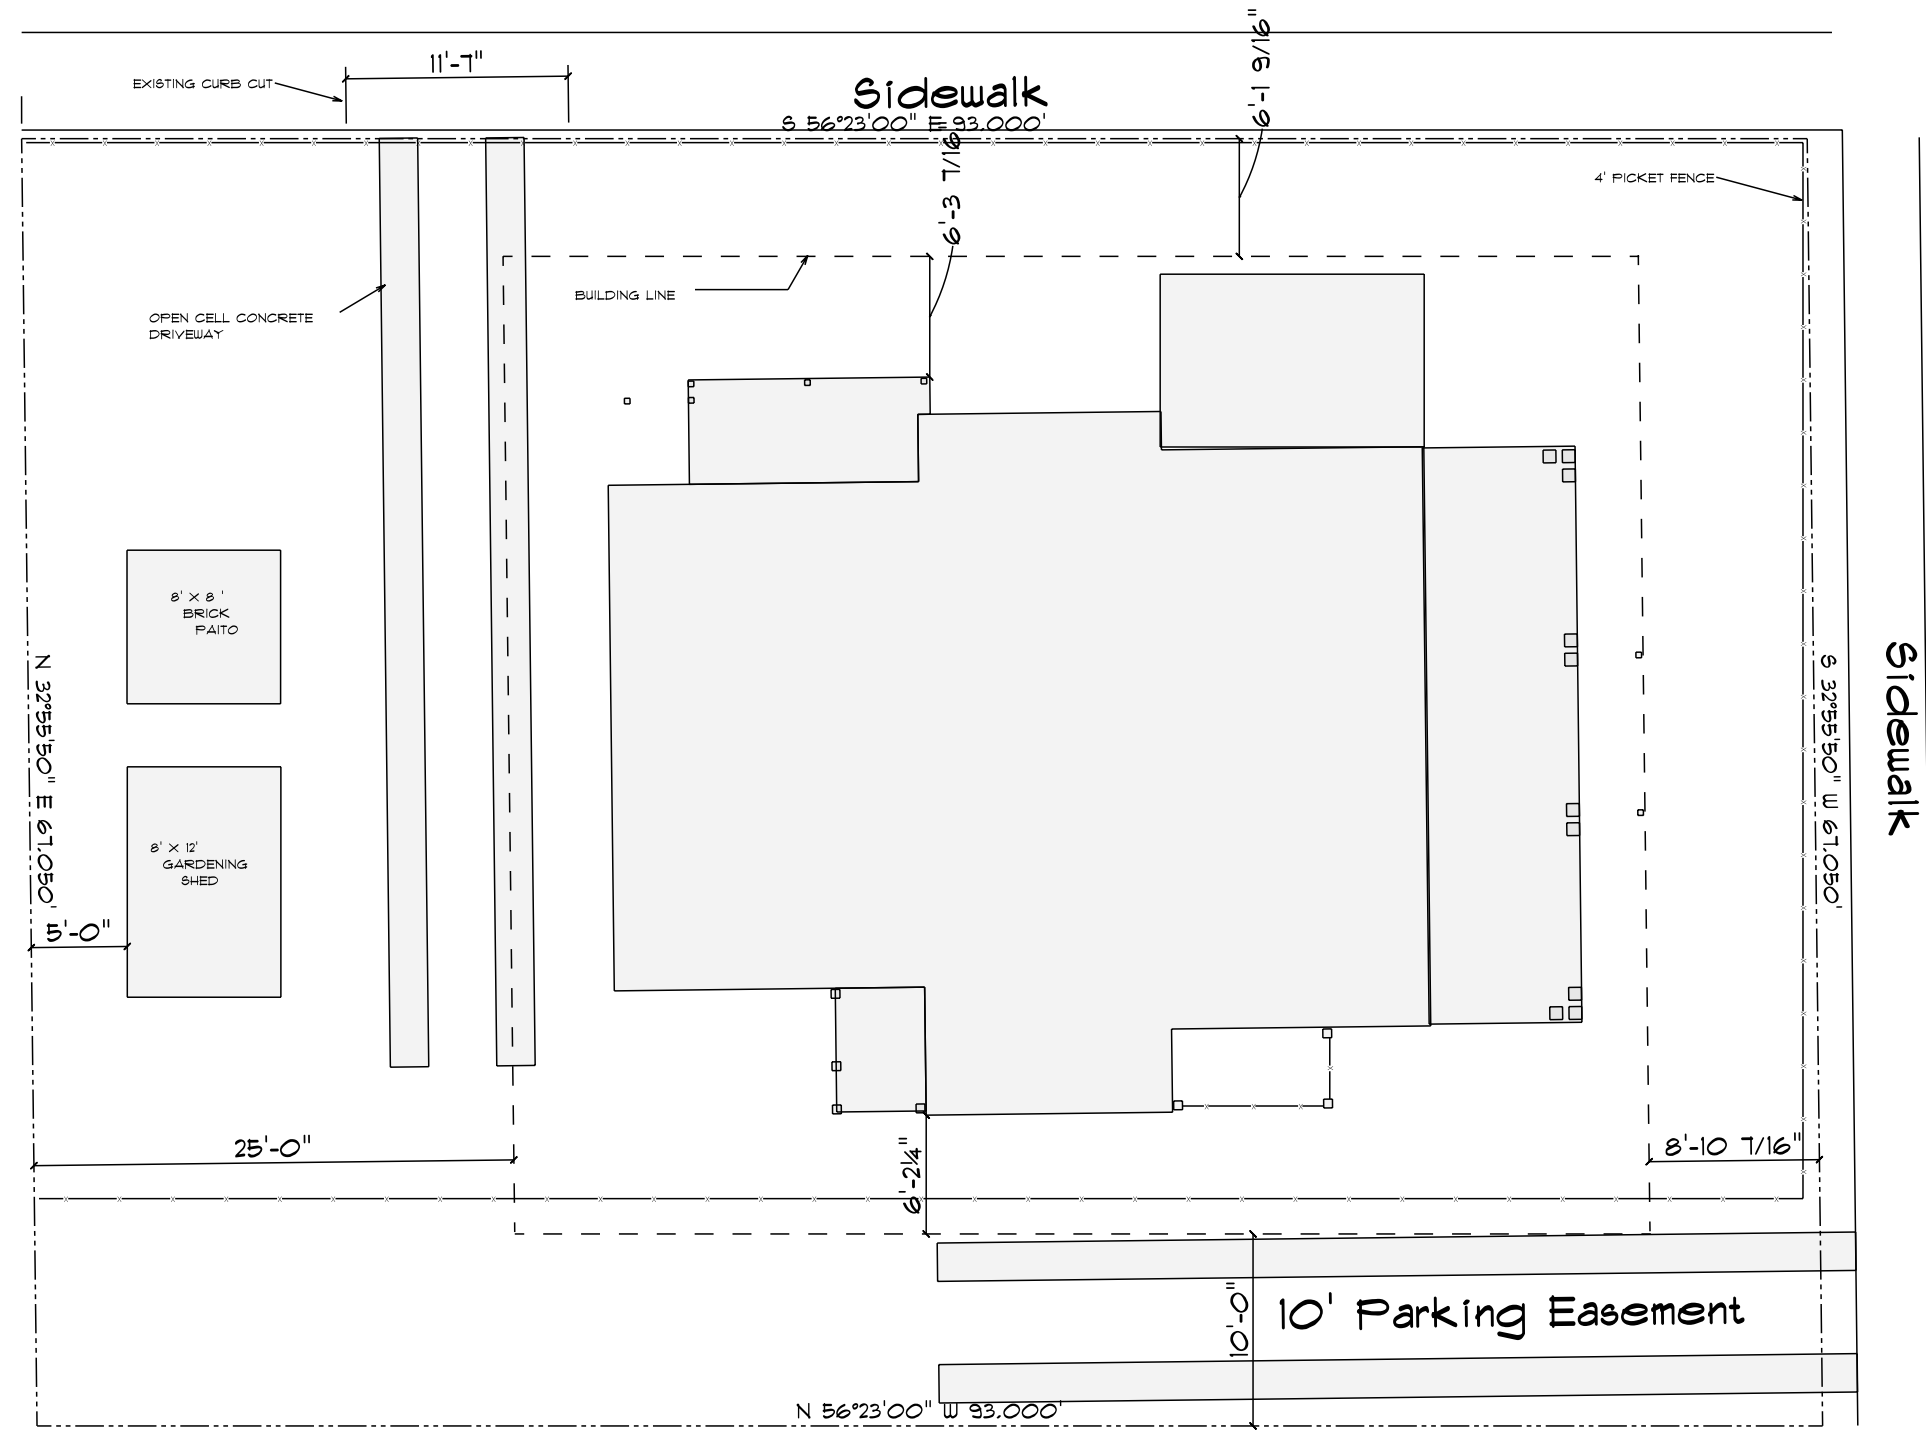 6'-1 9/16"
11'-7"
EXISTING CURB CUT
Sidewalk
S 56°23'00" E 93.000'
6'-3 7/16"
4' PICKET FENCE
BUILDING LINE
OPEN CELL CONCRETE
DRIVEWAY
8' X 8 '
BRICK
PAITO
N 32°55'50" E 67.050'
S 32°55'50" W 67.050'
Sidewalk
8' X 12'
GARDENING
SHED
5'-0"
25'-0"
6'-2¼"
8'-10 7/16"
10'-0"
10' Parking Easement
N 56°23'00" W 93.000'